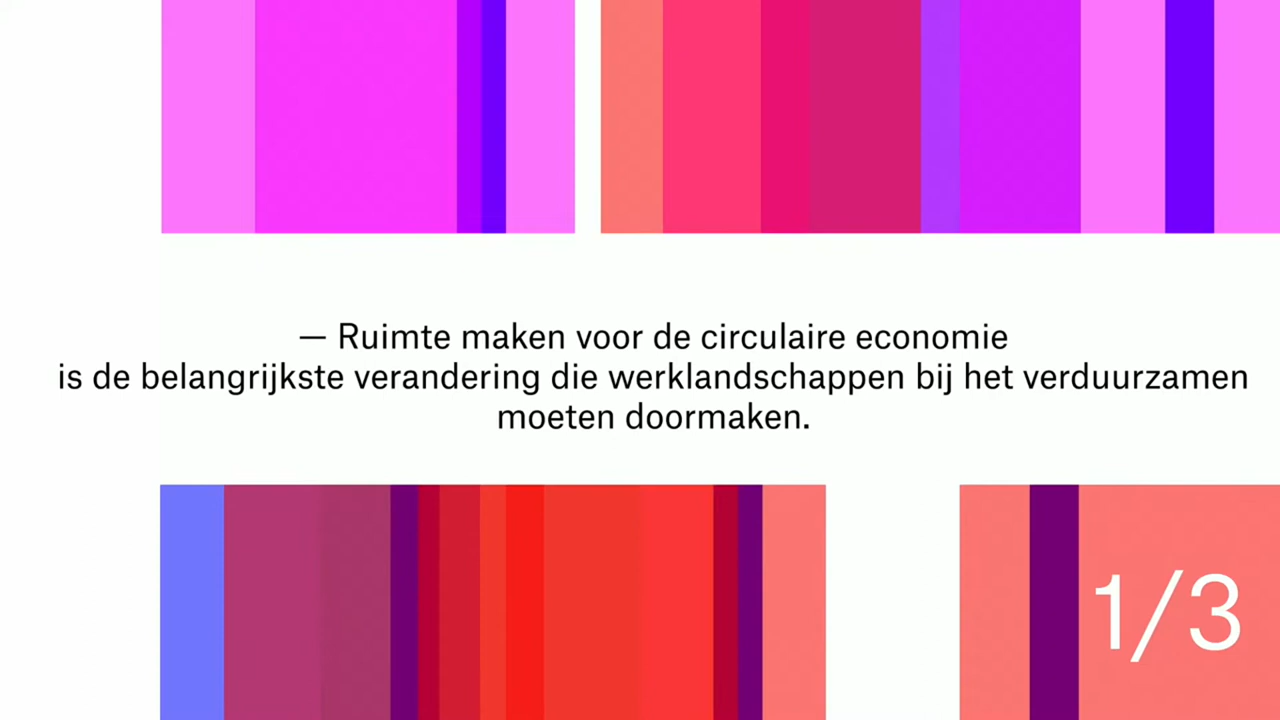 — Ruimte maken voor de circulaire economie
is de belangrijkste verandering die werklandschappen bij het verduurzamen
moeten doormaken.
1/3